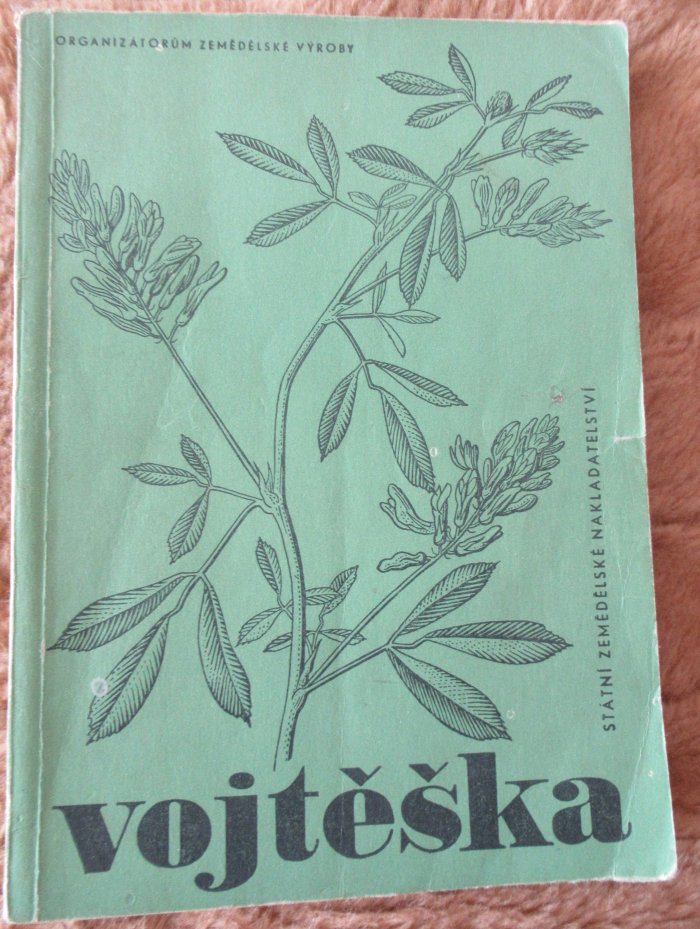 ORGANIZÁTORŮM ZEMĚDĚLSKÉ VÝROBY
STÁTNÍ ZEMĚDĚLSKÉ NAKLADATELSTVÍ
vojtěška